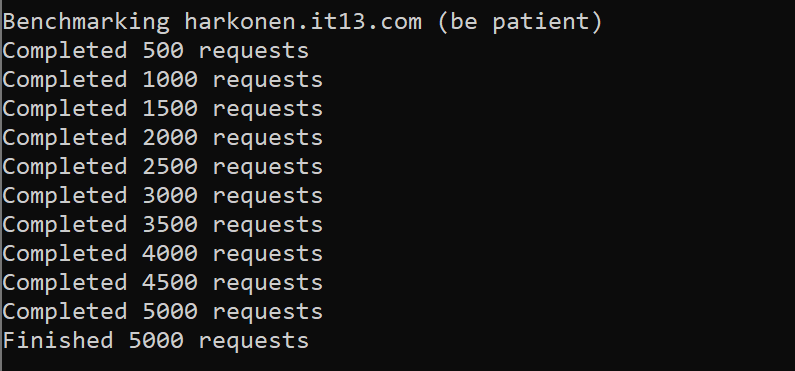 Benchmarking harkonen.it13.com (be patient)
Completed 500 requests
Completed 1000 requests
Completed 1500 requests
Completed 2000 requests
Completed 2500 requests
Completed 3000 requests
Completed 3500 requests
Completed 4000 requests
Completed 4500 requests
Completed 5000 requests
Finished 5000 requests